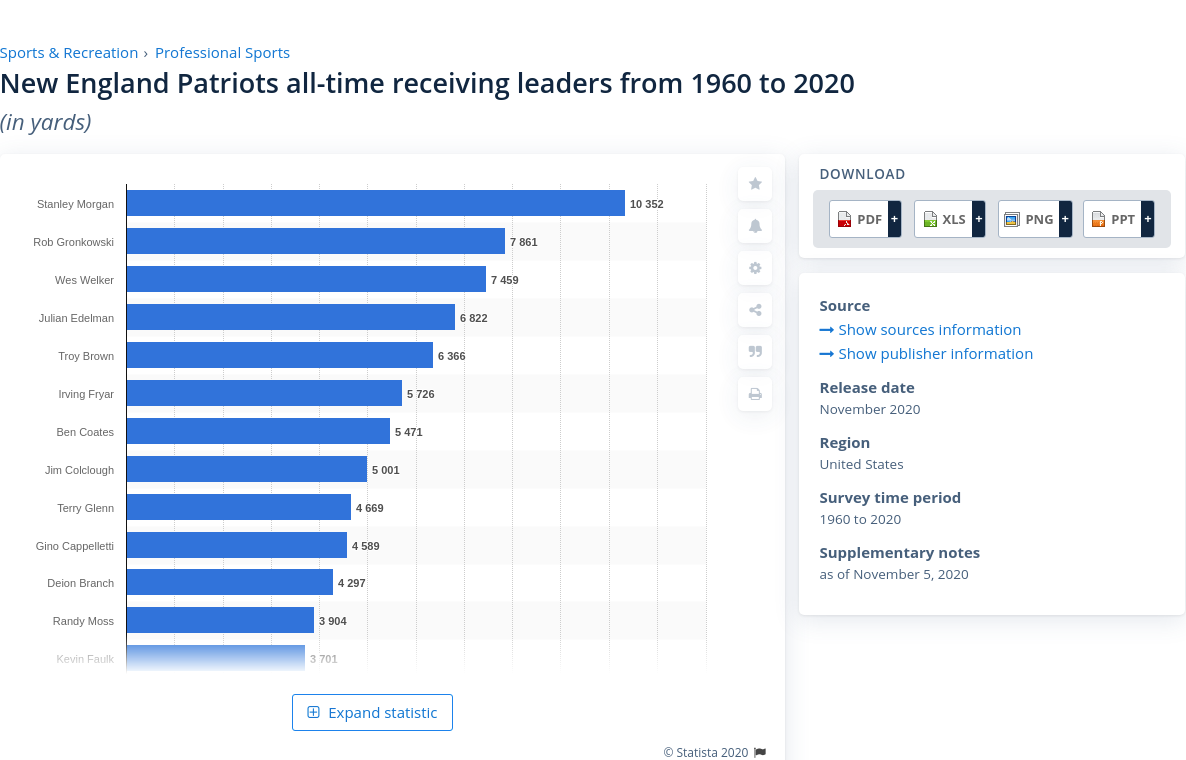 Sports & Recreation › Professional Sports
New England Patriots all-time receiving leaders from 1960 to 2020
(in yards)
Stanley Morgan 10 352
Rob Gronkowski 7 861
Wes Welker 7 459
Julian Edelman 6 822
Troy Brown 6 366
Irving Fryar 5 726
Ben Coates 5 471
Jim Colclough 5 001
Terry Glenn 4 669
Gino Cappelletti 4 589
Deion Branch 4 297
Randy Moss 3 904
Kevin Faulk 3 701
Expand statistic
© Statista 2020
DOWNLOAD
PDF + XLS + PNG + PPT +
Source
Show sources information
Show publisher information
Release date
November 2020
Region
United States
Survey time period
1960 to 2020
Supplementary notes
as of November 5, 2020